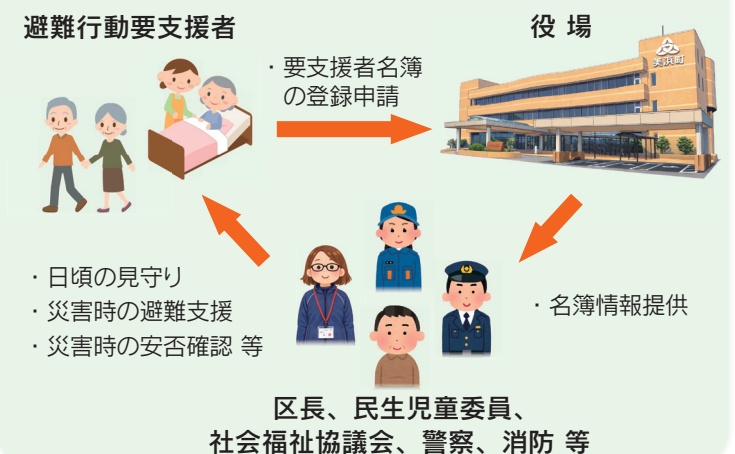 避難行動要支援者
役場
・要支援者名簿
の登録申請
美浜町
・日頃の見守り
・災害時の避難支援
・災害時の安否確認 等
・名簿情報提供
区長、民生児童委員、
社会福祉協議会、警察、消防 等